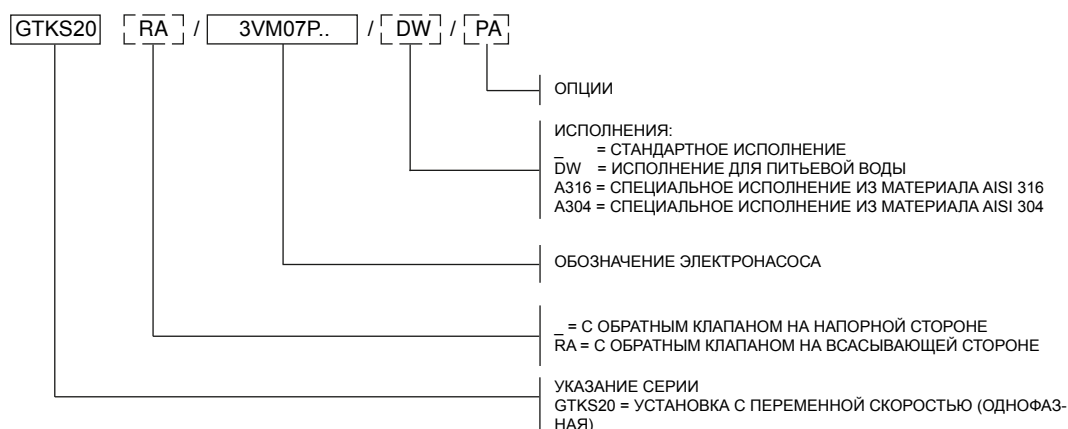 GTKS20 RA / 3VM07P.. / DW / PA
ОПЦИИ
ИСПОЛНЕНИЯ:
_ = СТАНДАРТНОЕ ИСПОЛНЕНИЕ
DW = ИСПОЛНЕНИЕ ДЛЯ ПИТЬЕВОЙ ВОДЫ
A316 = СПЕЦИАЛЬНОЕ ИСПОЛНЕНИЕ ИЗ МАТЕРИАЛА AISI 316
A304 = СПЕЦИАЛЬНОЕ ИСПОЛНЕНИЕ ИЗ МАТЕРИАЛА AISI 304
ОБОЗНАЧЕНИЕ ЭЛЕКТРОНАСОСА
_ = С ОБРАТНЫМ КЛАПАНОМ НА НАПОРНОЙ СТОРОНЕ
RA = С ОБРАТНЫМ КЛАПАНОМ НА ВСАСЫВАЮЩЕЙ СТОРОНЕ
УКАЗАНИЕ СЕРИИ
GTKS20 = УСТАНОВКА С ПЕРЕМЕННОЙ СКОРОСТЬЮ (ОДНОФАЗ-
НАЯ)